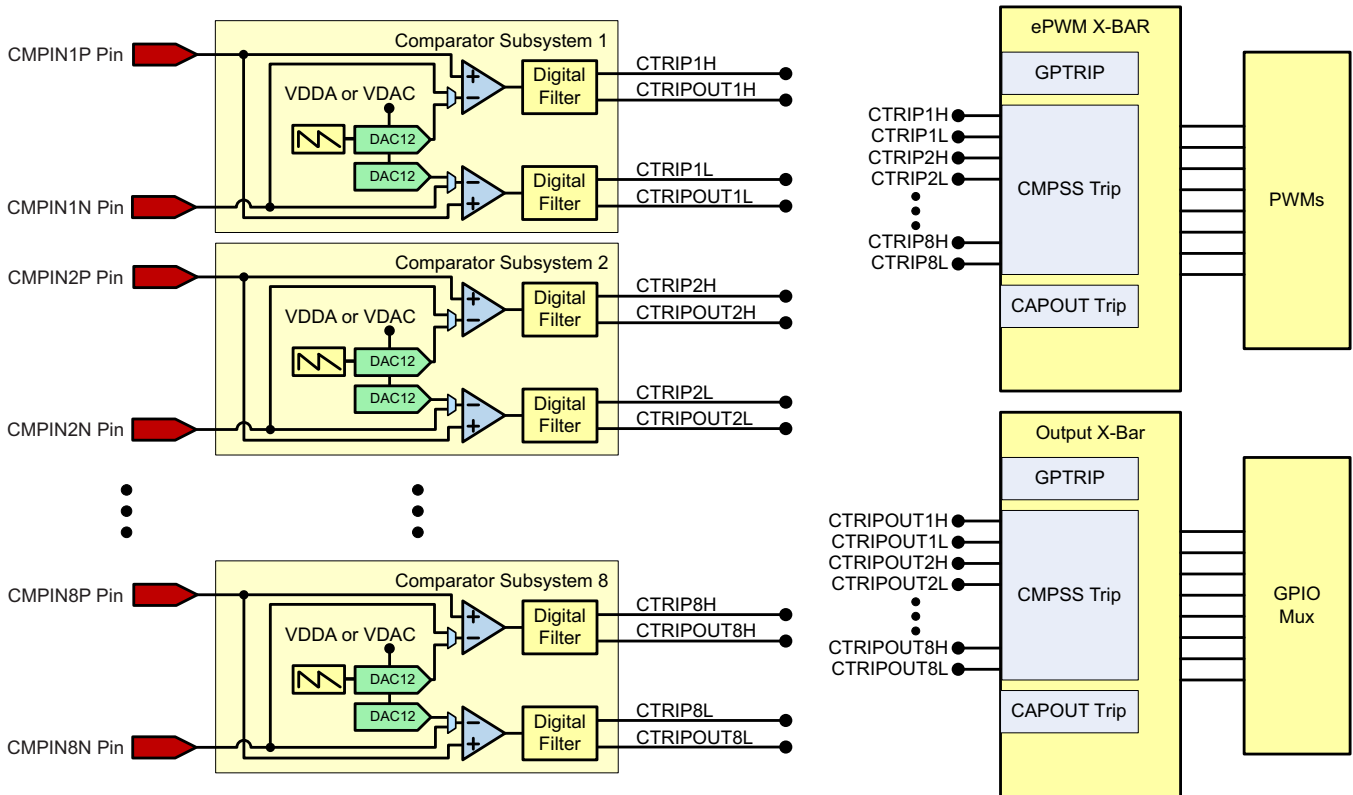 CMPIN1P Pin
Comparator Subsystem 1
VDDA or VDAC
DAC12
DAC12
+
−
−
+
Digital
Filter
Digital
Filter
CTRIP1H
CTRIPOUT1H
CTRIP1L
CTRIPOUT1L
CMPIN1N Pin
CMPIN2P Pin
Comparator Subsystem 2
VDDA or VDAC
DAC12
DAC12
+
−
−
+
Digital
Filter
Digital
Filter
CTRIP2H
CTRIPOUT2H
CTRIP2L
CTRIPOUT2L
CMPIN2N Pin
CMPIN8P Pin
Comparator Subsystem 8
VDDA or VDAC
DAC12
DAC12
+
−
−
+
Digital
Filter
Digital
Filter
CTRIP8H
CTRIPOUT8H
CTRIP8L
CTRIPOUT8L
CMPIN8N Pin
ePWM X-BAR
GPTRIP
CTRIP1H
CTRIP1L
CTRIP2H
CTRIP2L
CTRIP8H
CTRIP8L
CMPSS Trip
CAPOUT Trip
PWMs
Output X-Bar
GPTRIP
CTRIPOUT1H
CTRIPOUT1L
CTRIPOUT2H
CTRIPOUT2L
CTRIPOUT8H
CTRIPOUT8L
CMPSS Trip
CAPOUT Trip
GPIO
Mux